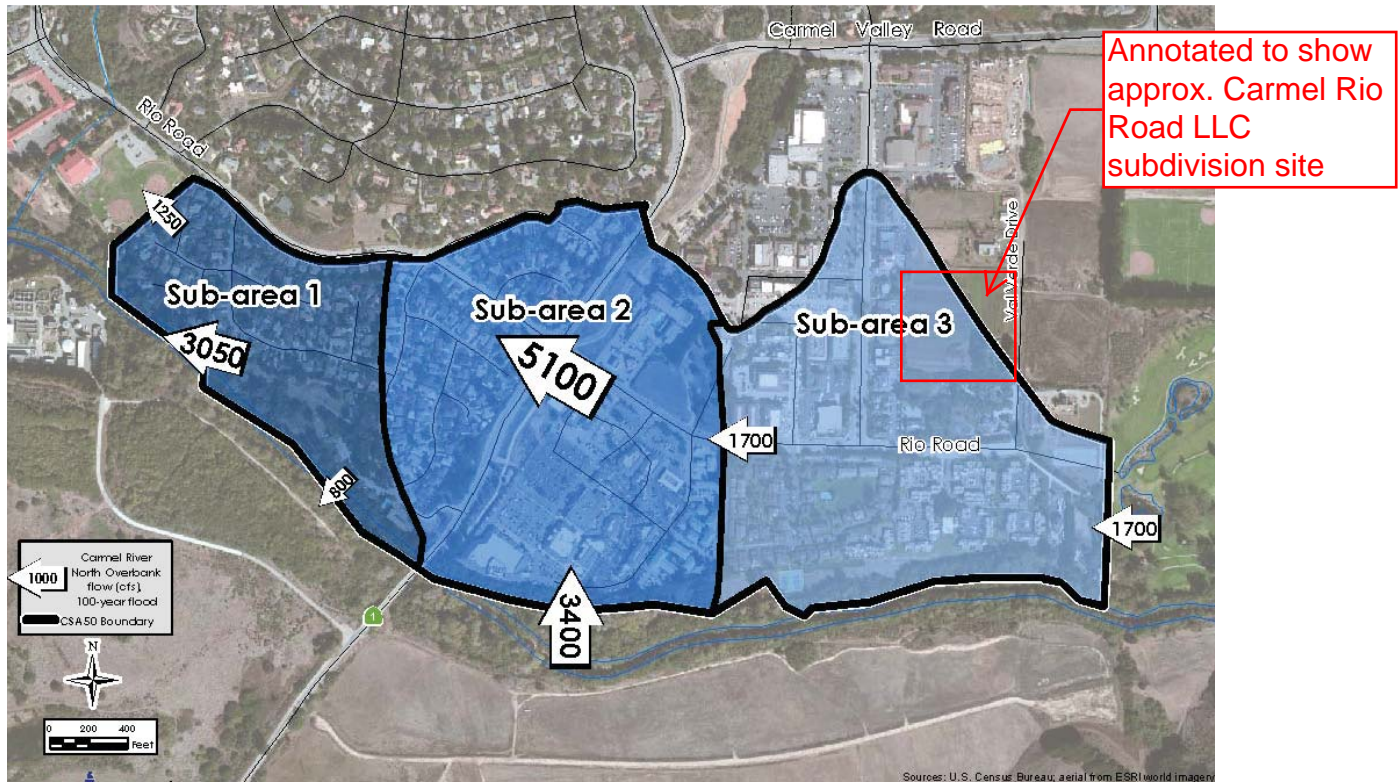 Carmel Valley Road
Annotated to show
approx. Carmel Rio
Road LLC
subdivision site
Rio Road
1250
Val Verde Drive
Sub-area 1
Sub-area 2
Sub-area 3
3050
5100
1700
Rio Road
800
1700
3400
1000
Carmel River
North Overbank
flow (cfs),
100-year flood
CSA50 Boundary
1
N
0 200 400
Feet
Sources: U.S. Census Bureau; aerial from ESRI world imagery